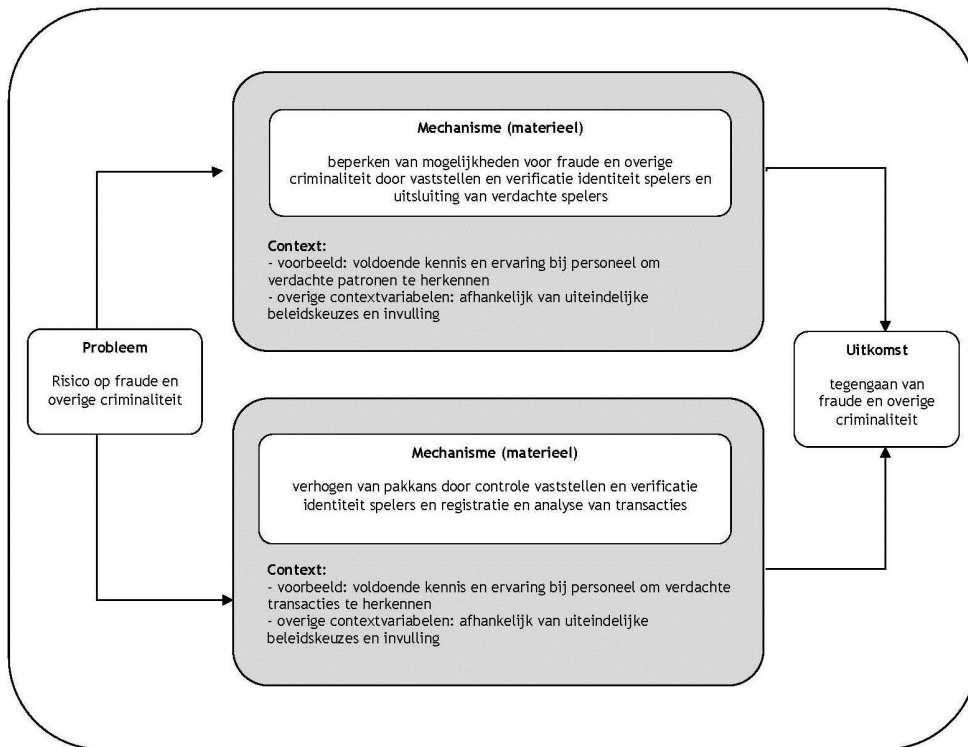 Mechanisme (materieel)
beperken van mogelijkheden voor fraude en overige
criminaliteit door vaststellen en verificatie identiteit spelers en
uitsluiting van verdachte spelers
Context:
- voorbeeld: voldoende kennis en ervaring bij personeel om
verdachte patronen te herkennen
- overige contextvariabelen: afhankelijk van uiteindelijke
beleidskeuzes en invulling
Probleem
Risico op fraude en
overige criminaliteit
Uitkomst
tegengaan van
fraude en overige
criminaliteit
Mechanisme (materieel)
verhogen van pakkans door controle vaststellen en verificatie
identiteit spelers en registratie en analyse van transacties
Context:
- voorbeeld: voldoende kennis en ervaring bij personeel om verdachte
transacties te herkennen
- overige contextvariabelen: afhankelijk van uiteindelijke
beleidskeuzes en invulling